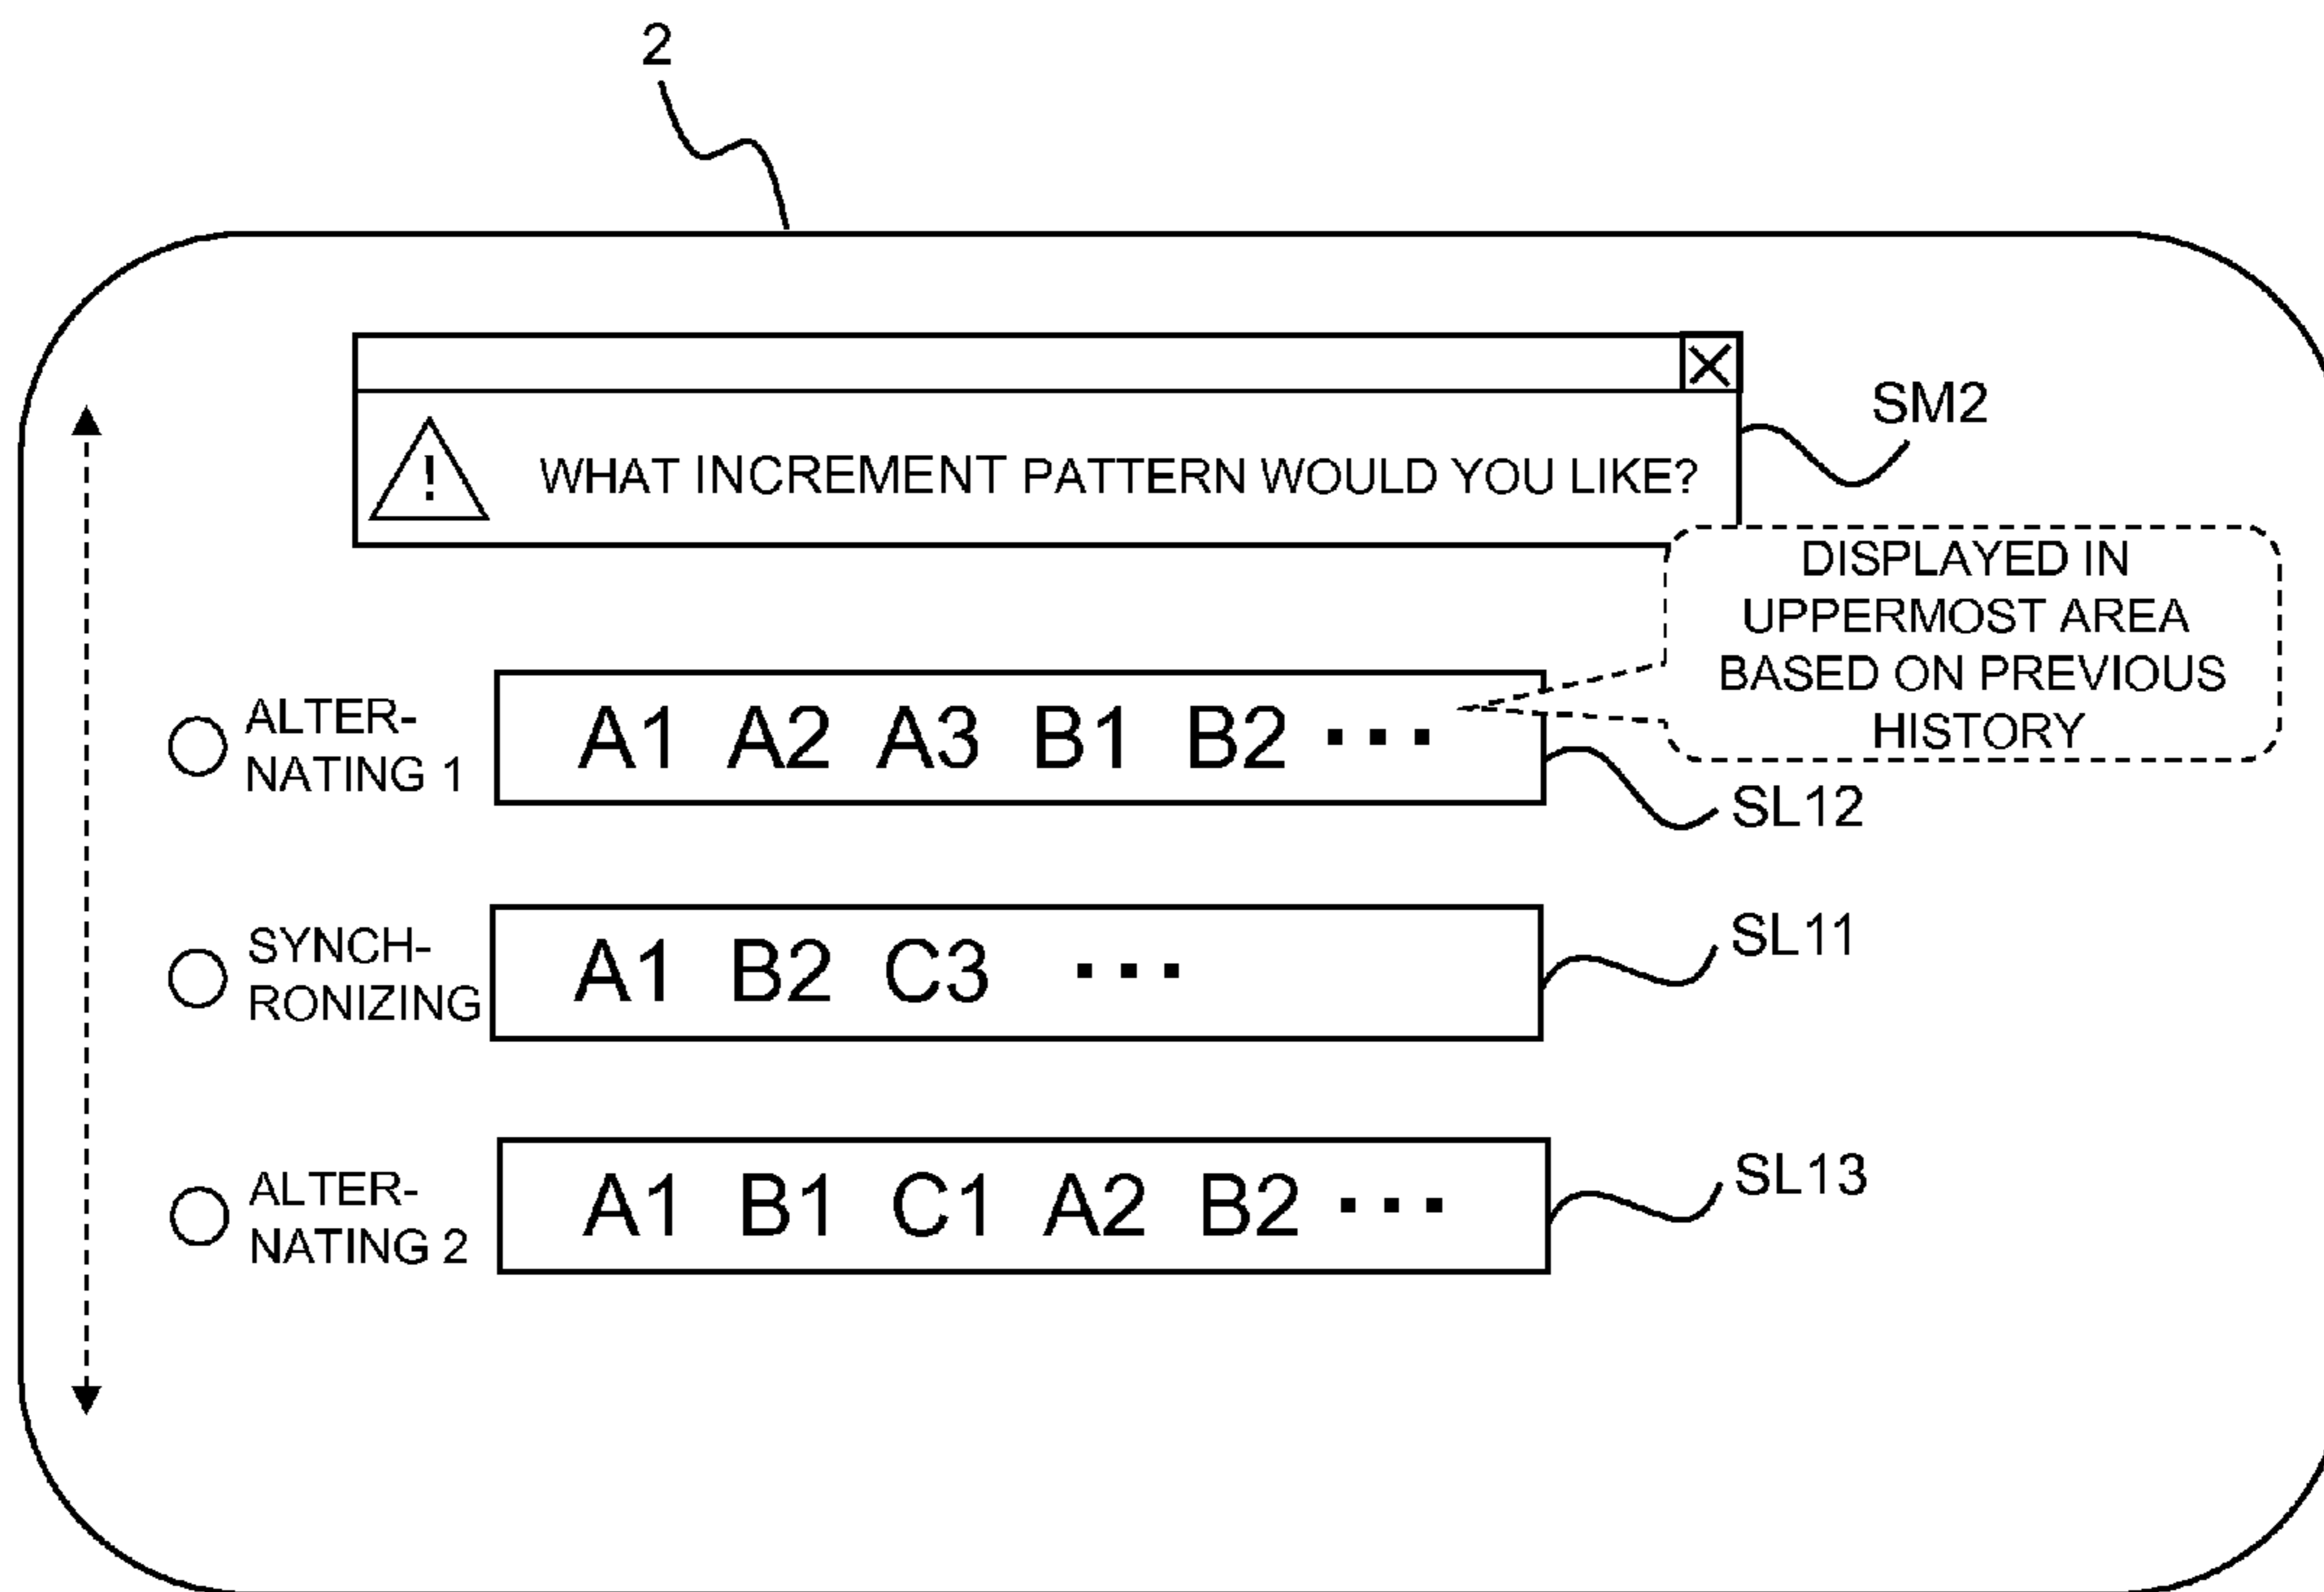 2
SM2
! WHAT INCREMENT PATTERN WOULD YOU LIKE?
DISPLAYED IN
UPPERMOST AREA
BASED ON PREVIOUS
HISTORY
ALTER-
NATING 1
A1 A2 A3 B1 B2 ···
SL12
SYNCH-
RONIZING
A1 B2 C3 ···
SL11
ALTER-
NATING 2
A1 B1 C1 A2 B2 ···
SL13